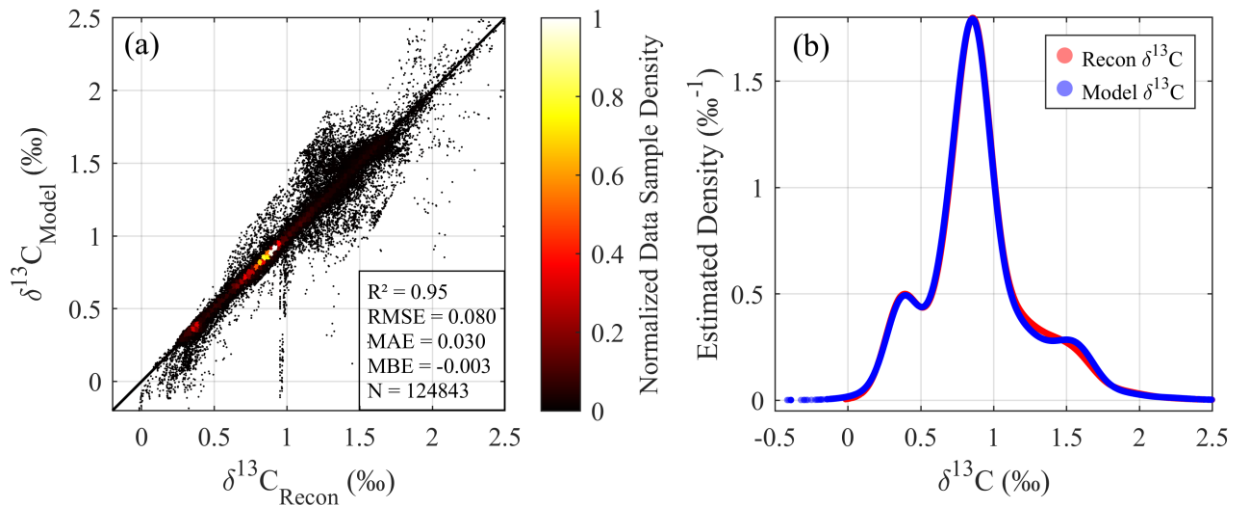 (a)
2.5
2
1.5
1
0.5
0
δ¹³C_Model (‰)
0
0.5
1
1.5
2
2.5
δ¹³C_Recon (‰)
R² = 0.95
RMSE = 0.080
MAE = 0.030
MBE = -0.003
N = 124843
1
0.8
0.6
0.4
0.2
0
Normalized Data Sample Density
(b)
Recon δ¹³C
Model δ¹³C
1.5
1
0.5
0
Estimated Density (‰⁻¹)
-0.5
0
0.5
1
1.5
2
2.5
δ¹³C (‰)